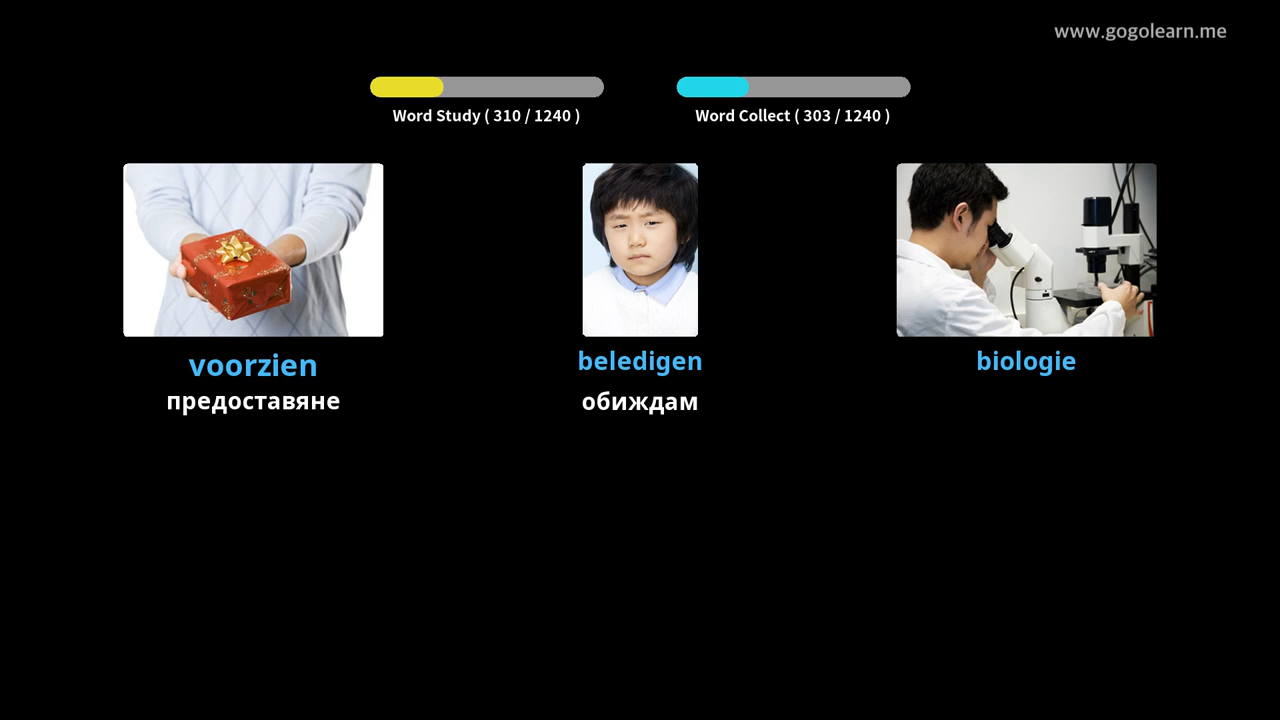 www.gogolearn.me
Word Study ( 310 / 1240 )
Word Collect ( 303 / 1240 )
voorzien
предоставяне
beledigen
обиждам
biologie